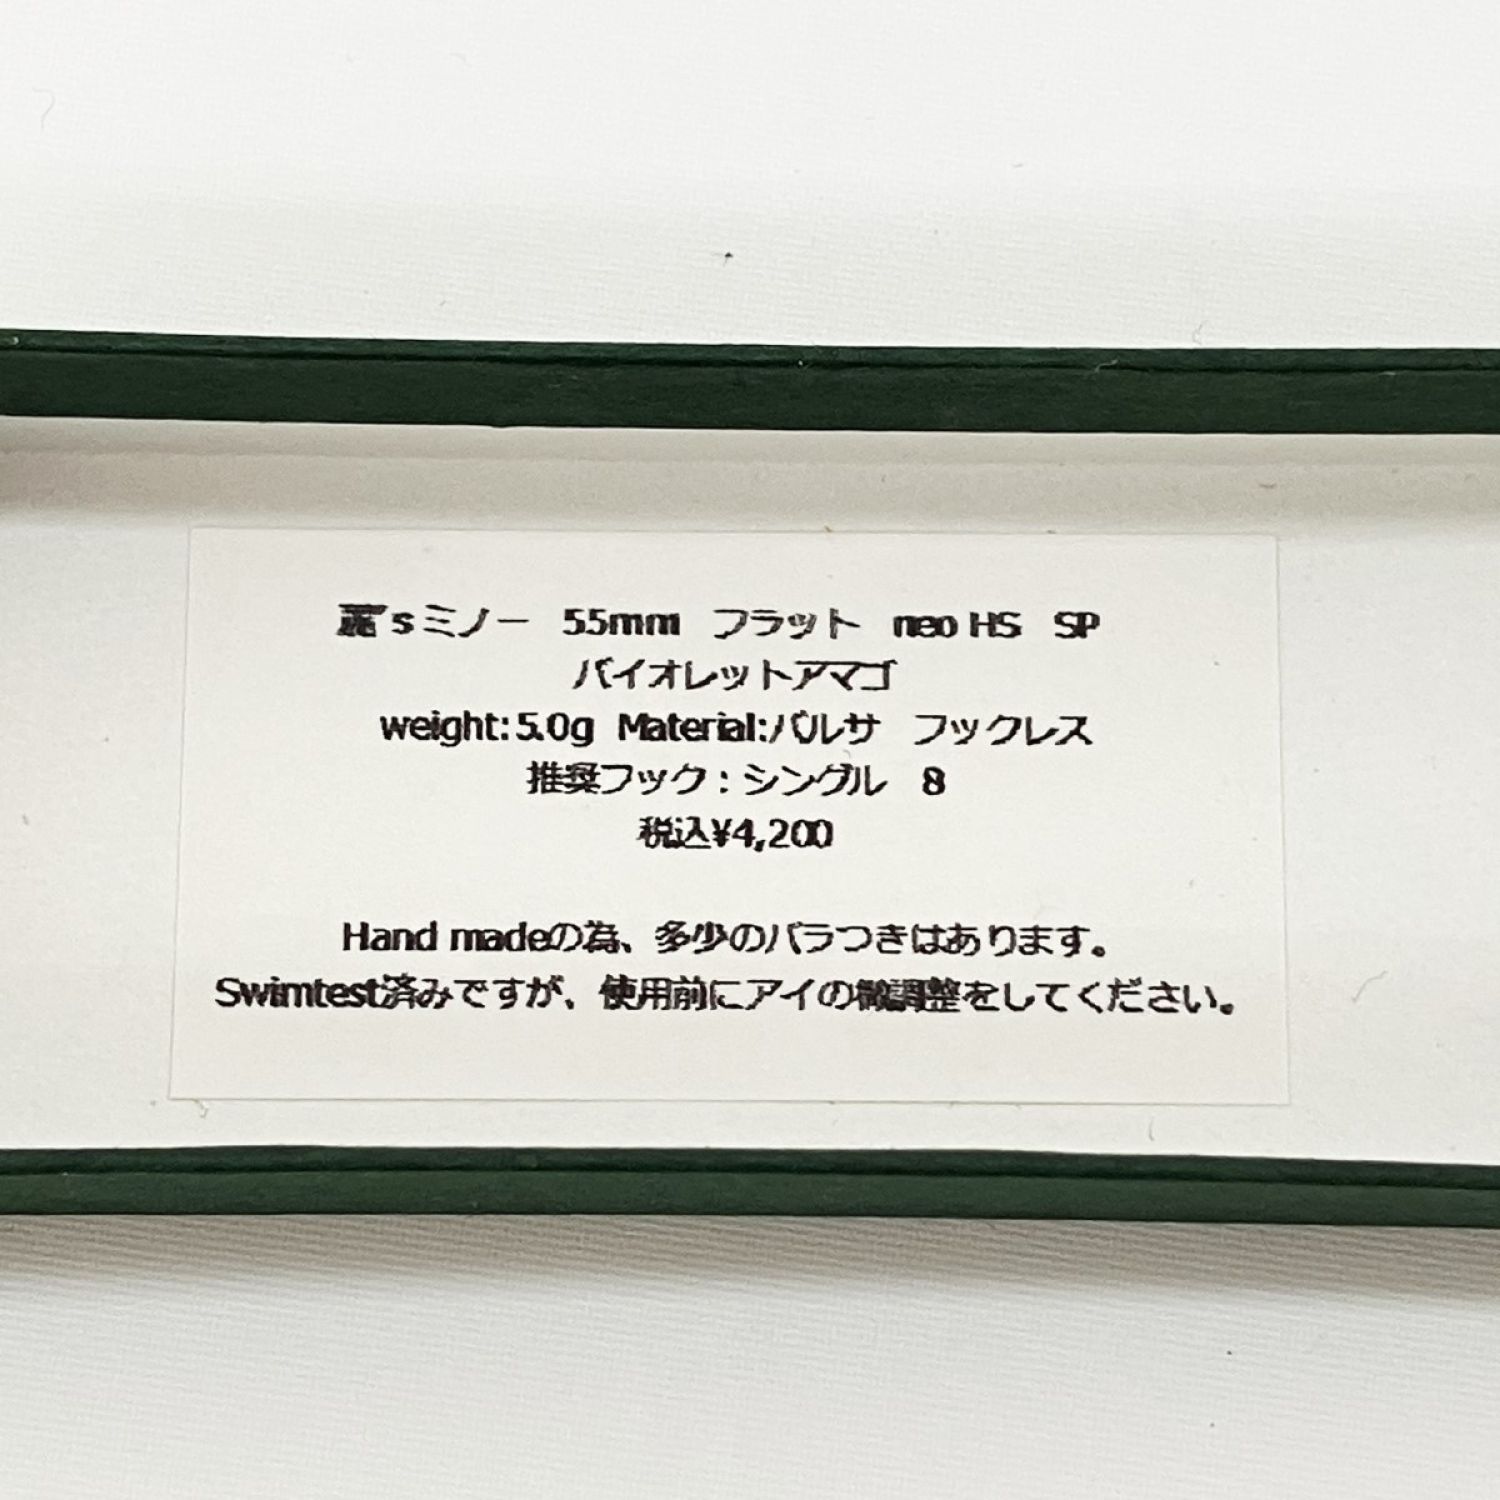 麗sミノー 55mm フラット neo HS SP
バイオレットアマゴ
weight:5.0g Material:バルサ フックレス
推奨フック：シングル 8
税込¥4,200
Hand madeの為、多少のバラつきはあります。
Swimtest済みですが、使用前にアイの微調整をしてください。